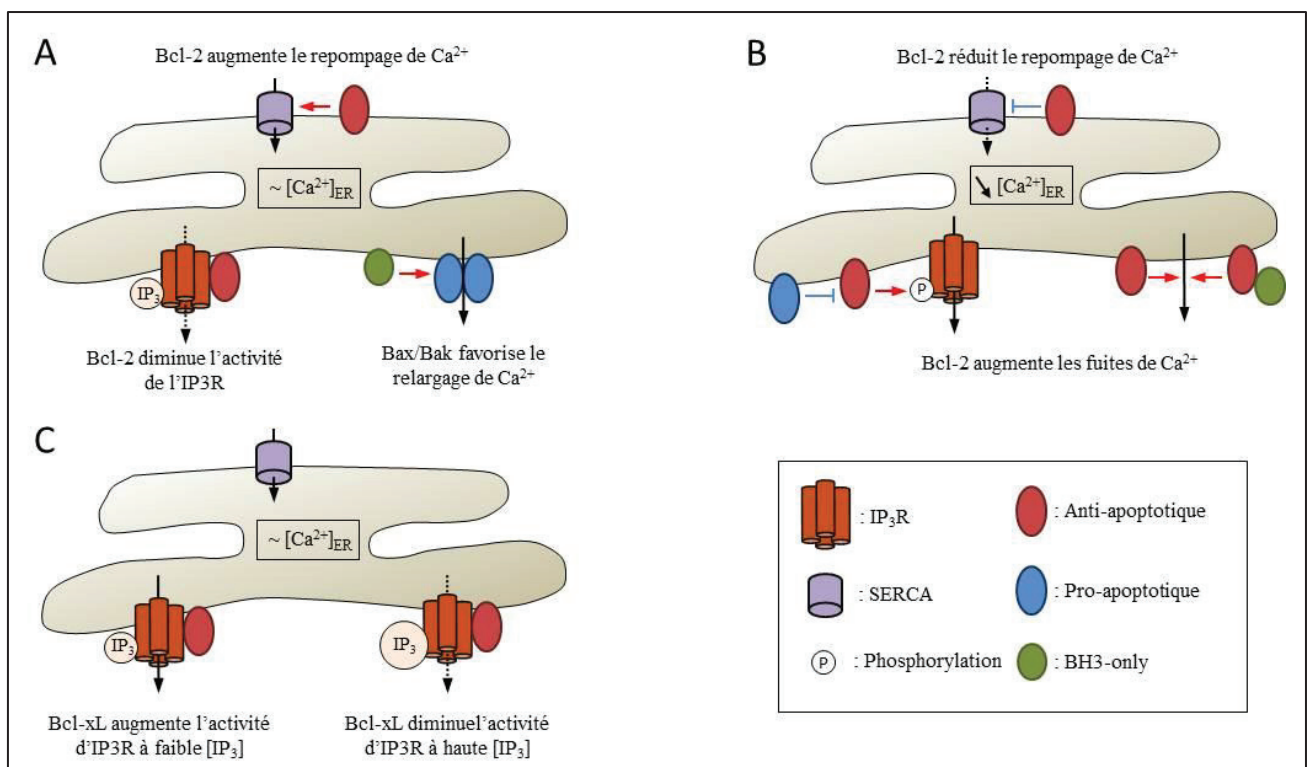 A
Bcl-2 augmente le repompage de Ca²⁺
~ [Ca²⁺]ER
IP₃
Bcl-2 diminue l'activité
de l'IP3R
Bax/Bak favorise le
relargage de Ca²⁺
B
Bcl-2 réduit le repompage de Ca²⁺
[Ca²⁺]ER
P
Bcl-2 augmente les fuites de Ca²⁺
C
~ [Ca²⁺]ER
IP₃
IP₃
Bcl-xL augmente l'activité
d'IP3R à faible [IP₃]
Bcl-xL diminuel'activité
d'IP3R à haute [IP₃]
: IP₃R
: Anti-apoptotique
: SERCA
: Pro-apoptotique
P : Phosphorylation
: BH3-only